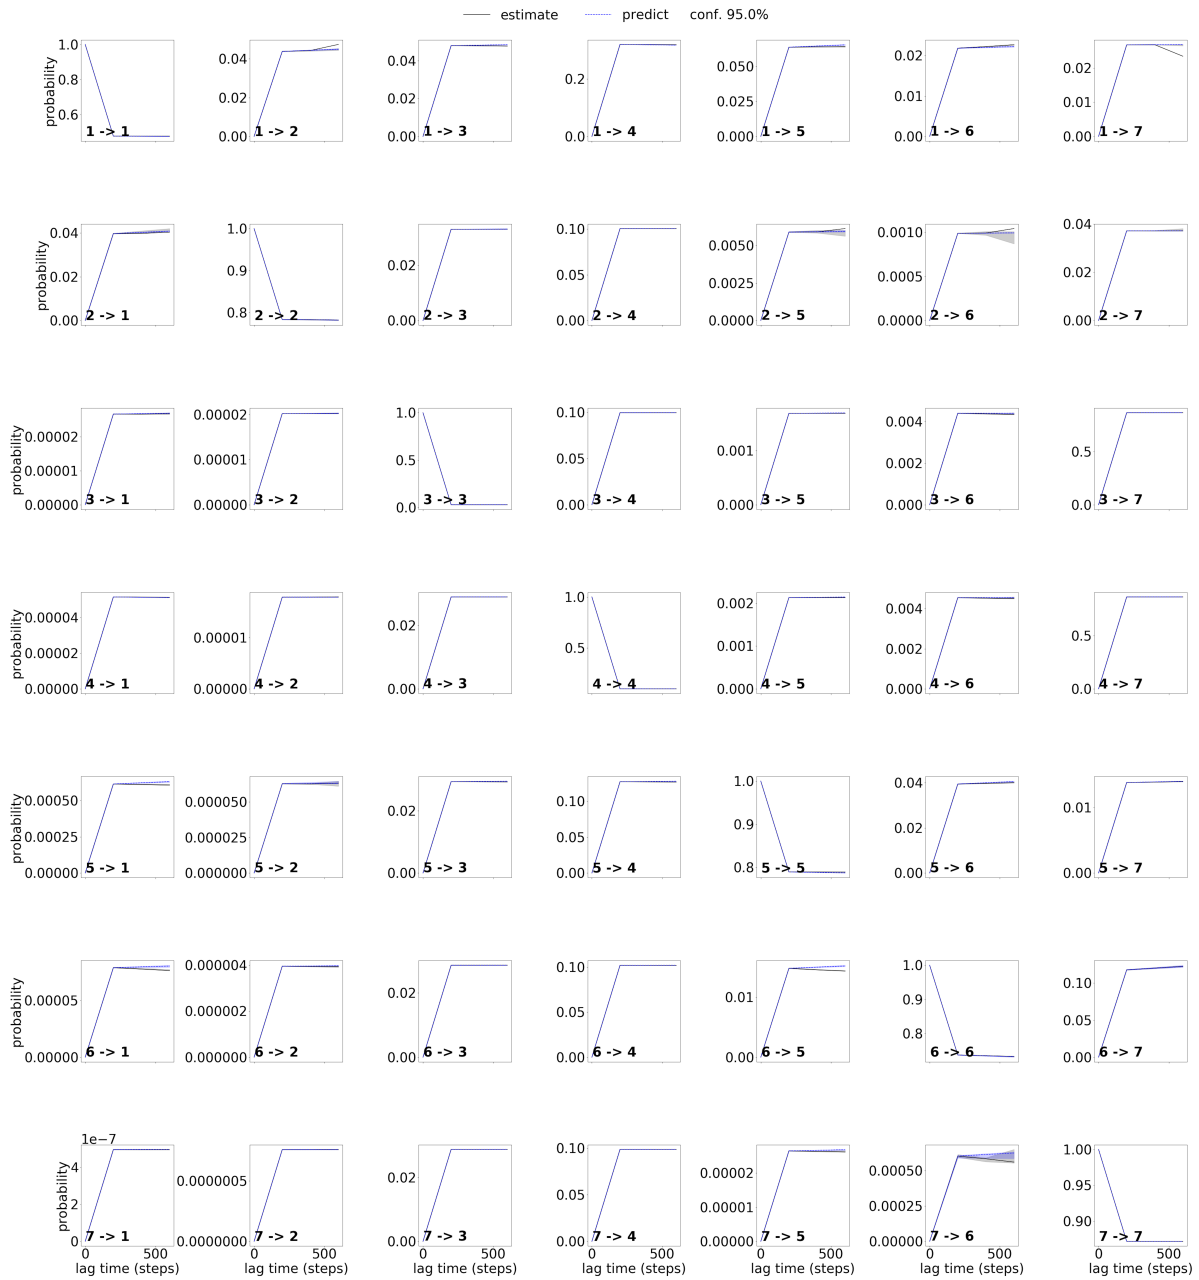 estimate predict conf. 95.0%
probability 1.0 0.8 0.6 1 -> 1
0.04 0.02 0.00 1 -> 2
0.04 0.02 0.00 1 -> 3
0.2 0.0 1 -> 4
0.050 0.025 0.000 1 -> 5
0.02 0.01 0.00 1 -> 6
0.02 0.01 0.00 1 -> 7
probability 0.04 0.02 0.00 2 -> 1
1.0 0.9 0.8 2 -> 2
0.02 0.00 2 -> 3
0.10 0.05 0.00 2 -> 4
0.0050 0.0025 0.0000 2 -> 5
0.0010 0.0005 0.0000 2 -> 6
0.04 0.02 0.00 2 -> 7
probability 0.00002 0.00001 0.00000 3 -> 1
0.00002 0.00001 0.00000 3 -> 2
1.0 0.5 0.0 3 -> 3
0.10 0.05 0.00 3 -> 4
0.001 0.000 3 -> 5
0.004 0.002 0.000 3 -> 6
0.5 0.0 3 -> 7
probability 0.00004 0.00002 0.00000 4 -> 1
0.00001 0.00000 4 -> 2
0.02 0.00 4 -> 3
1.0 0.5 4 -> 4
0.002 0.001 0.000 4 -> 5
0.004 0.002 0.000 4 -> 6
0.5 0.0 4 -> 7
probability 0.00050 0.00025 0.00000 5 -> 1
0.000050 0.000025 0.000000 5 -> 2
0.02 0.00 5 -> 3
0.10 0.05 0.00 5 -> 4
1.0 0.9 0.8 5 -> 5
0.04 0.02 0.00 5 -> 6
0.01 0.00 5 -> 7
probability 0.00005 0.00000 6 -> 1
0.000004 0.000002 0.000000 6 -> 2
0.02 0.00 6 -> 3
0.10 0.05 0.00 6 -> 4
0.01 0.00 6 -> 5
1.0 0.9 0.8 6 -> 6
0.10 0.05 0.00 6 -> 7
probability 1e−7 4 2 0 7 -> 1 0 500 lag time (steps)
0.0000005 0.0000000 7 -> 2 0 500 lag time (steps)
0.02 0.00 7 -> 3 0 500 lag time (steps)
0.10 0.05 0.00 7 -> 4 0 500 lag time (steps)
0.00002 0.00001 0.00000 7 -> 5 0 500 lag time (steps)
0.00050 0.00025 0.00000 7 -> 6 0 500 lag time (steps)
1.00 0.95 0.90 7 -> 7 0 500 lag time (steps)